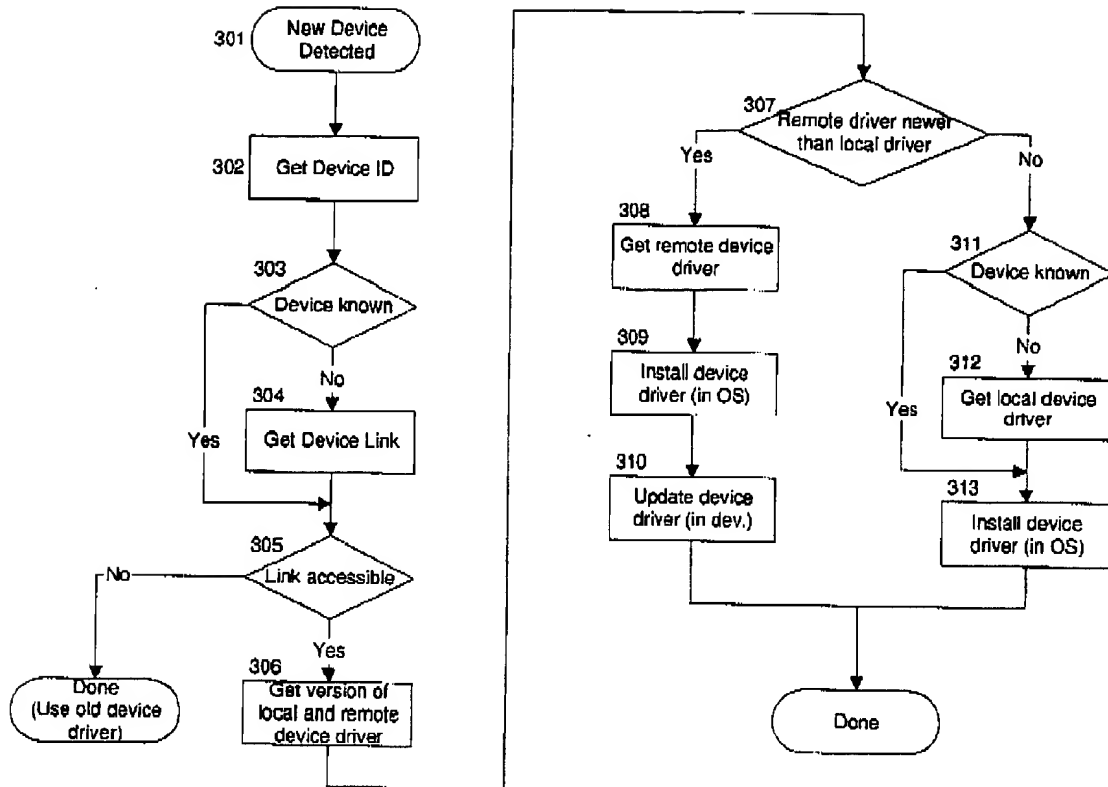 301
New Device
Detected
302
Get Device ID
303
Device known
No
Yes
304
Get Device Link
305
Link accessible
No
Yes
Done
(Use old device
driver)
306
Get version of
local and remote
device driver
307
Remote driver newer
than local driver
Yes
No
308
Get remote device
driver
309
Install device
driver (in OS)
310
Update device
driver (in dev.)
311
Device known
No
Yes
312
Get local device
driver
313
Install device
driver (in OS)
Done